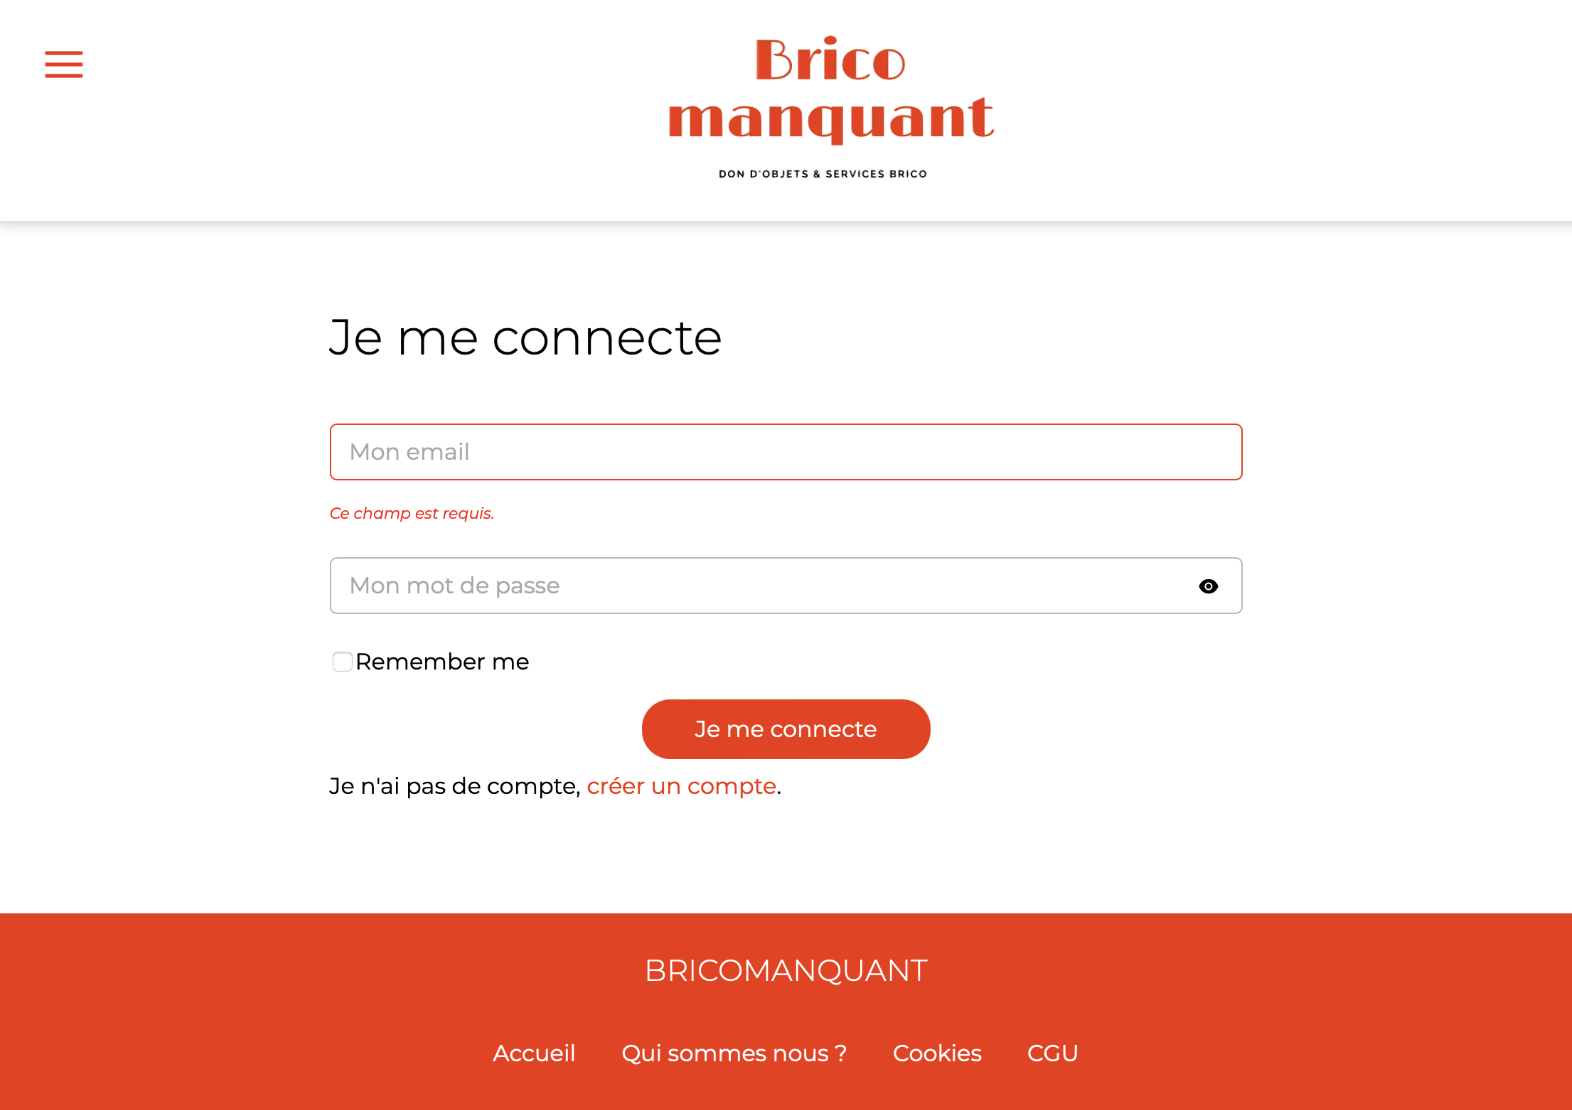 Brico
manquant
DON D'OBJETS & SERVICES BRICO
Je me connecte
Mon email
Ce champ est requis.
Mon mot de passe
Remember me
Je me connecte
Je n'ai pas de compte, créer un compte.
BRICOMANQUANT
Accueil Qui sommes nous ? Cookies CGU